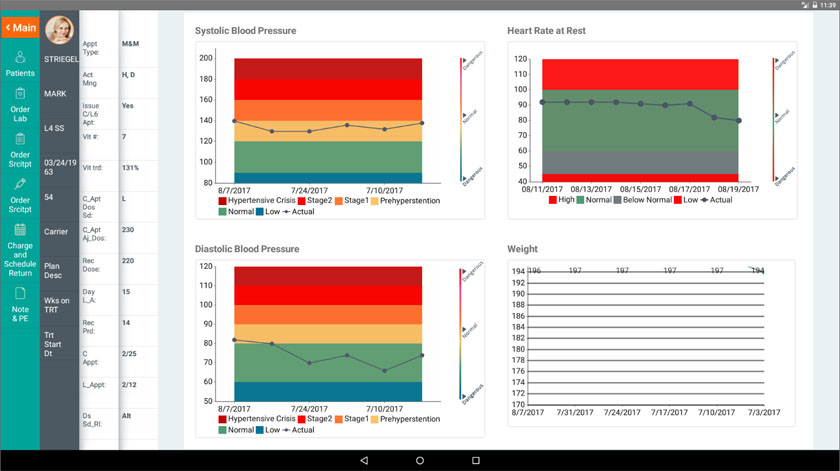 11:39
< Main
Patients
Order
Lab
Order
Srcitpt
Order
Srcitpt
Charge
and
Schedule
Return
Note
& PE
STRIEGEL
MARK
L4 SS
03/24/19
63
54
Carrier
Plan
Desc
Wks on
TRT
Trt
Start
Dt
Appt
Type:
M&M
Act
Mng
H, D
Issue
C/L6
Apt:
Yes
Vit #:
7
Vit trd:
131%
C_Apt
Dos
Sd:
L
C_Apt
Aj_Dos:
230
Rec
Dose:
220
Day
L_A:
15
Rec
Prd:
14
C
Appt:
2/25
L_Appt:
2/12
Ds
Sd_RI:
Alt
Systolic Blood Pressure
200
180
160
140
120
100
80
8/7/2017 7/24/2017 7/10/2017
Hypertensive Crisis Stage2 Stage1 Prehyperstention
Normal Low Actual
Dangerous
Normal
Dangerous
Heart Rate at Rest
120
110
100
90
80
70
60
50
40
08/11/2017 08/13/2017 08/15/2017 08/17/2017 08/19/2017
High Normal Below Normal Low Actual
Dangerous
Normal
Dangerous
Diastolic Blood Pressure
120
110
100
90
80
70
60
50
8/7/2017 7/24/2017 7/10/2017
Hypertensive Crisis Stage2 Stage1 Prehyperstention
Normal Low Actual
Dangerous
Normal
Dangerous
Weight
196 197 197 197 197 194
194
192
190
188
186
184
182
180
178
176
174
172
170
8/7/2017 7/31/2017 7/24/2017 7/17/2017 7/10/2017 7/3/2017